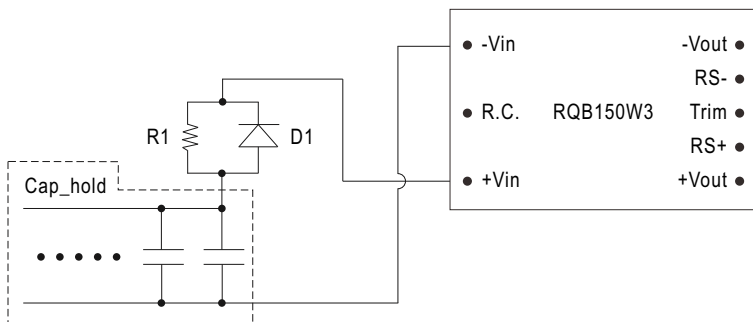 -Vin
-Vout
RS-
R1
D1
R.C.
RQB150W3
Trim
RS+
Cap_hold
+Vin
+Vout